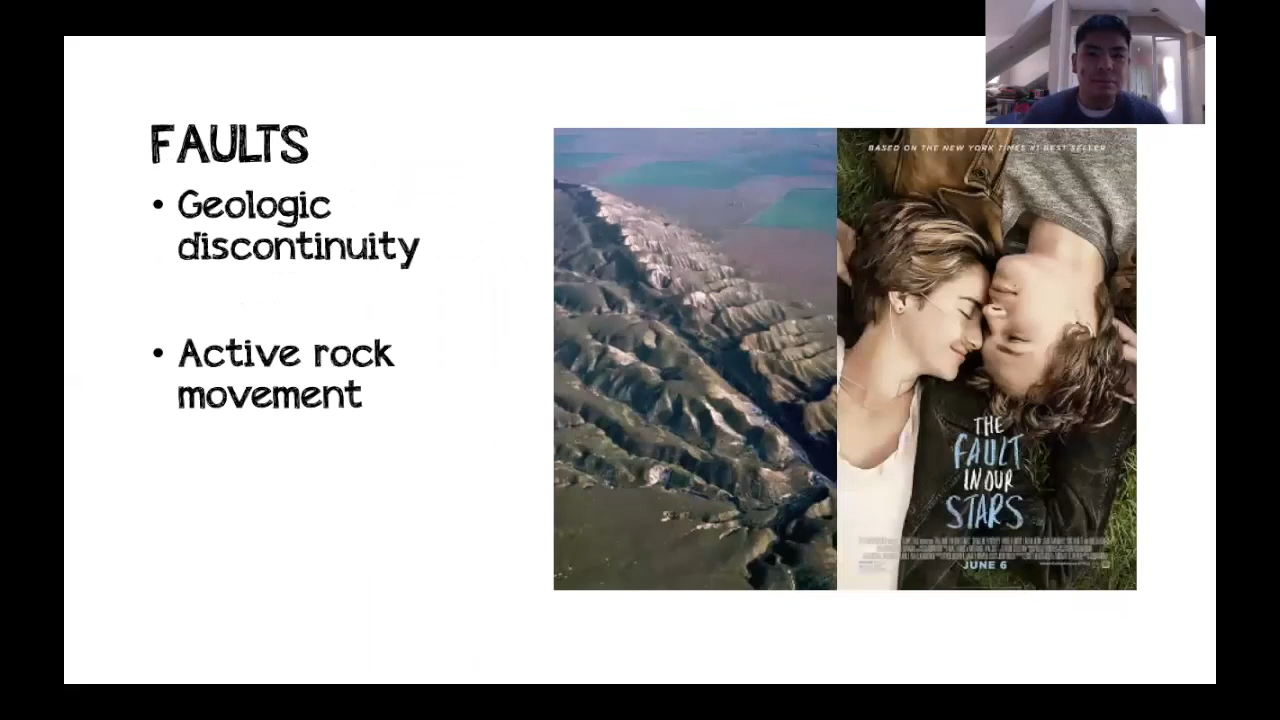 FAULTS
• Geologic
discontinuity
• Active rock
movement
BASED ON THE NEW YORK TIMES #1 BEST SELLER
THE
FAULT
IN OUR
STARS
JUNE 6